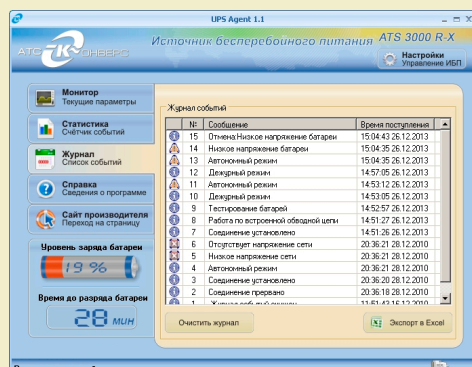 UPS Agent 1.1
АТС КОНВЕРС
Источник бесперебойного питания ATS 3000 R-X
Настройки
Управление ИБП
Монитор
Текущие параметры
Статистика
Счётчик событий
Журнал
Список событий
Справка
Сведения о программе
Сайт производителя
Переход на страницу
Уровень заряда батареи
19 %
Время до разряда батареи
28 мин
Журнал событий
№ Сообщение Время поступления
15 Отмена:Низкое напряжение батареи 15:04:43 26.12.2013
14 Низкое напряжение батареи 15:04:35 26.12.2013
13 Автономный режим 15:04:35 26.12.2013
12 Дежурный режим 14:57:05 26.12.2013
11 Автономный режим 14:53:12 26.12.2013
10 Дежурный режим 14:53:05 26.12.2013
9 Тестирование батарей 14:52:57 26.12.2013
8 Работа по встроенной обводной цепи 14:51:27 26.12.2013
7 Соединение установлено 14:51:26 26.12.2013
6 Отсутствует напряжение сети 20:36:21 28.12.2010
5 Низкое напряжение сети 20:36:21 28.12.2010
4 Автономный режим 20:36:21 28.12.2010
3 Соединение установлено 20:36:20 28.12.2010
2 Соединение прервано 20:36:18 28.12.2010
Очистить журнал
Экспорт в Excel